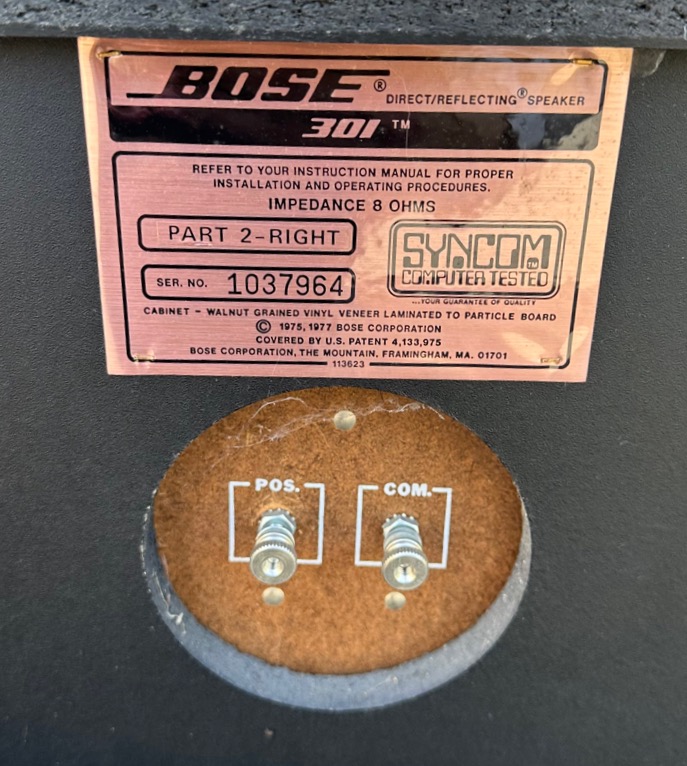 BOSE® DIRECT/REFLECTING® SPEAKER
301™
REFER TO YOUR INSTRUCTION MANUAL FOR PROPER
INSTALLATION AND OPERATING PROCEDURES.
IMPEDANCE 8 OHMS
PART 2-RIGHT
SYNCOM™
COMPUTER TESTED
SER. NO. 1037964
...YOUR GUARANTEE OF QUALITY
CABINET - WALNUT GRAINED VINYL VENEER LAMINATED TO PARTICLE BOARD
© 1975, 1977 BOSE CORPORATION
COVERED BY U.S. PATENT 4,133,975
BOSE CORPORATION, THE MOUNTAIN, FRAMINGHAM, MA. 01701
113623
POS. COM.